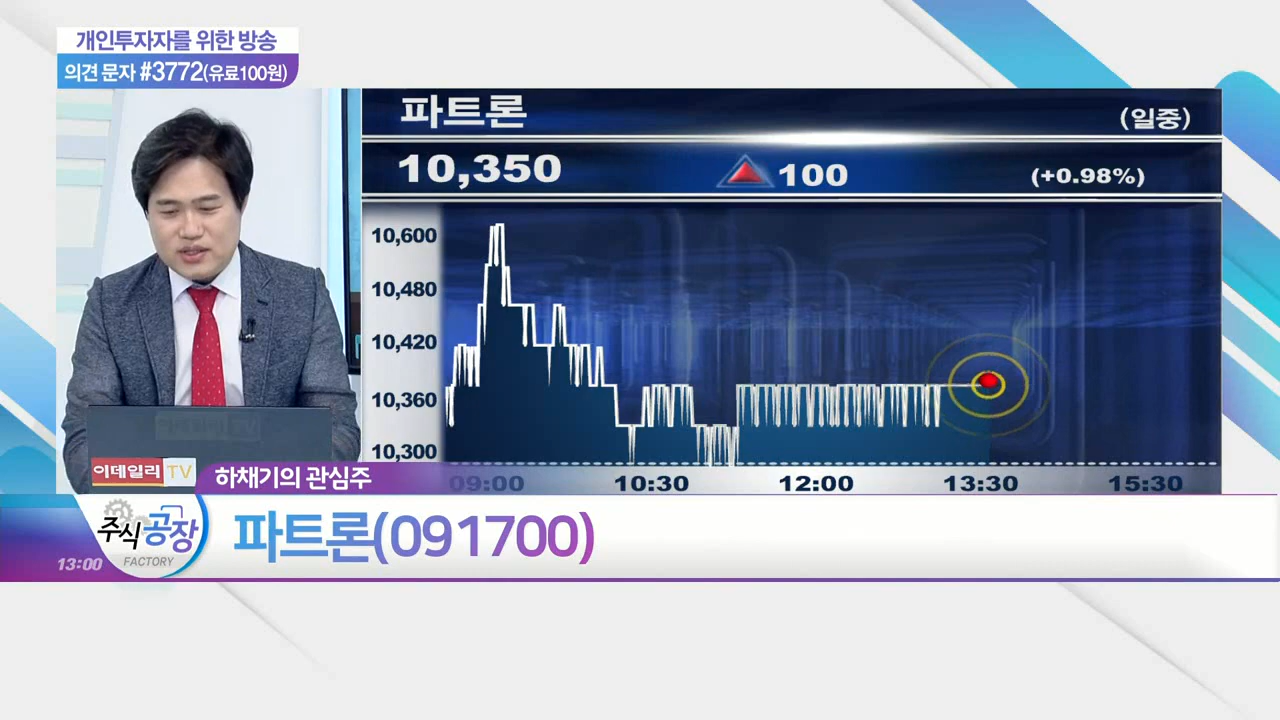 개인투자자를 위한 방송
의견 문자 #3772(유료100원)
파트론
(일중)
10,350
100
(+0.98%)
10,600
10,480
10,420
10,360
10,300
09:00
10:30
12:00
13:30
15:30
이데일리 TV
하채기의 관심주
주식공장
FACTORY
13:00
파트론(091700)